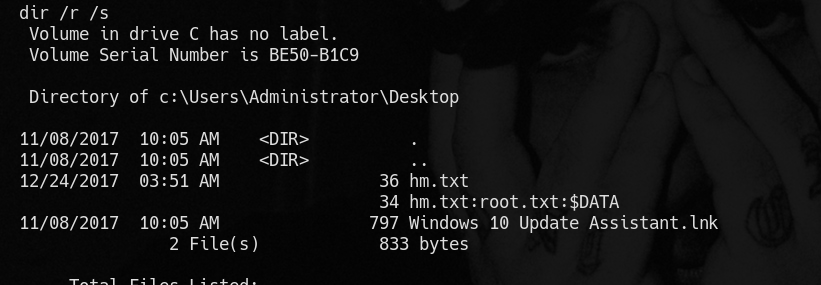 dir /r /s
Volume in drive C has no label.
Volume Serial Number is BE50-B1C9
Directory of c:\Users\Administrator\Desktop
11/08/2017  10:05 AM    <DIR>          .
11/08/2017  10:05 AM    <DIR>          ..
12/24/2017  03:51 AM                36 hm.txt
                                    34 hm.txt:root.txt:$DATA
11/08/2017  10:05 AM               797 Windows 10 Update Assistant.lnk
               2 File(s)            833 bytes
     Total Files Listed: